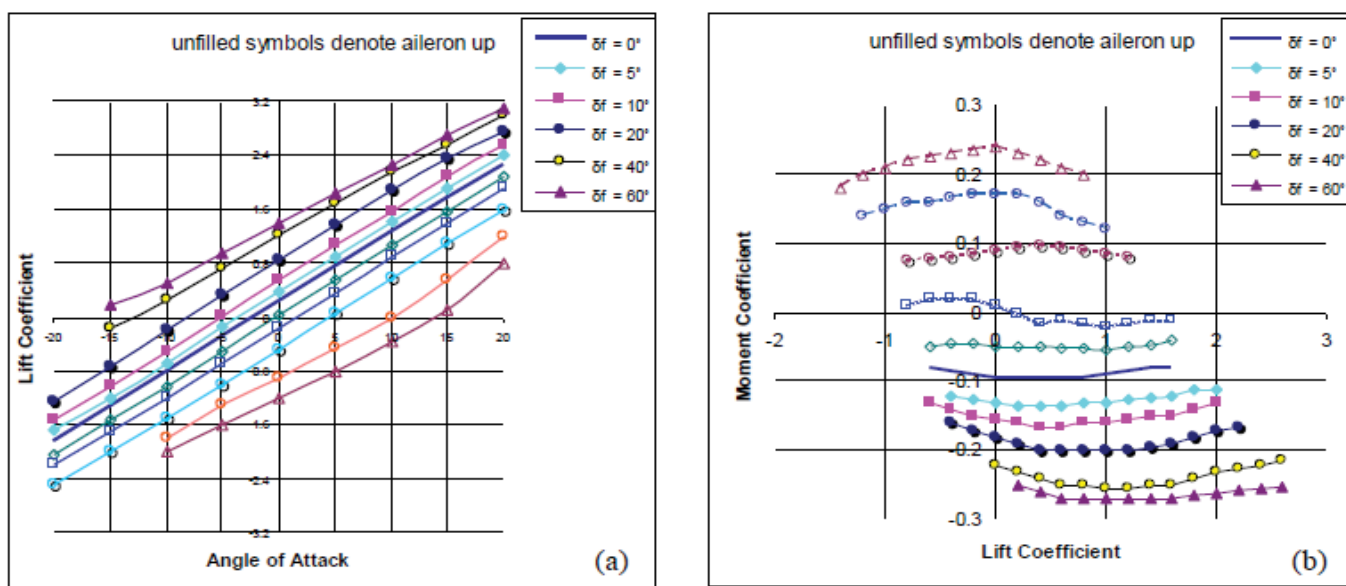 unfilled symbols denote aileron up
δf = 0°
δf = 5°
δf = 10°
δf = 20°
δf = 40°
δf = 60°
3.2
2.4
1.6
0.8
0.0
-20 -15 -10 -5 0 5 10 15 20
-0.8
-1.6
-2.4
-3.2
Lift Coefficient
Angle of Attack
(a)
unfilled symbols denote aileron up
δf = 0°
δf = 5°
δf = 10°
δf = 20°
δf = 40°
δf = 60°
0.3
0.2
0.1
0
-2 -1 0 1 2 3
-0.1
-0.2
-0.3
Moment Coefficient
Lift Coefficient
(b)